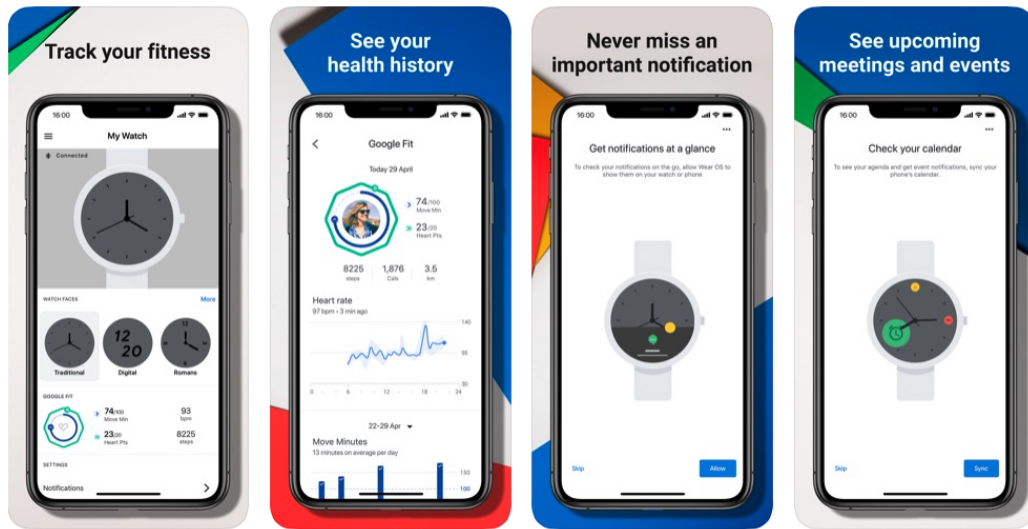 Track your fitness
16:00
My Watch
Connected
WATCH FACES More
12
20
12
Traditional Digital Romans
GOOGLE FIT
74/100
Move Min
93
bpm
23/20
Heart Pts
8225
steps
SETTINGS
Notifications
See your
health history
16:00
Google Fit
Today 29 April
74/100
Move Min
23/20
Heart Pts
8225 1,876 3.5
steps Cals km
Heart rate
97 bpm • 3 min ago
140
95
30
0 6 12 18 24
22-29 Apr
Move Minutes
13 minutes on average per day
150
100
Never miss an
important notification
16:00
Get notifications at a glance
To check your notifications on the go, allow Wear OS to
show them on your watch or phone
Skip Allow
See upcoming
meetings and events
16:00
Check your calendar
To see your agenda and get event notifications, sync your
phone's calendar.
Skip Sync